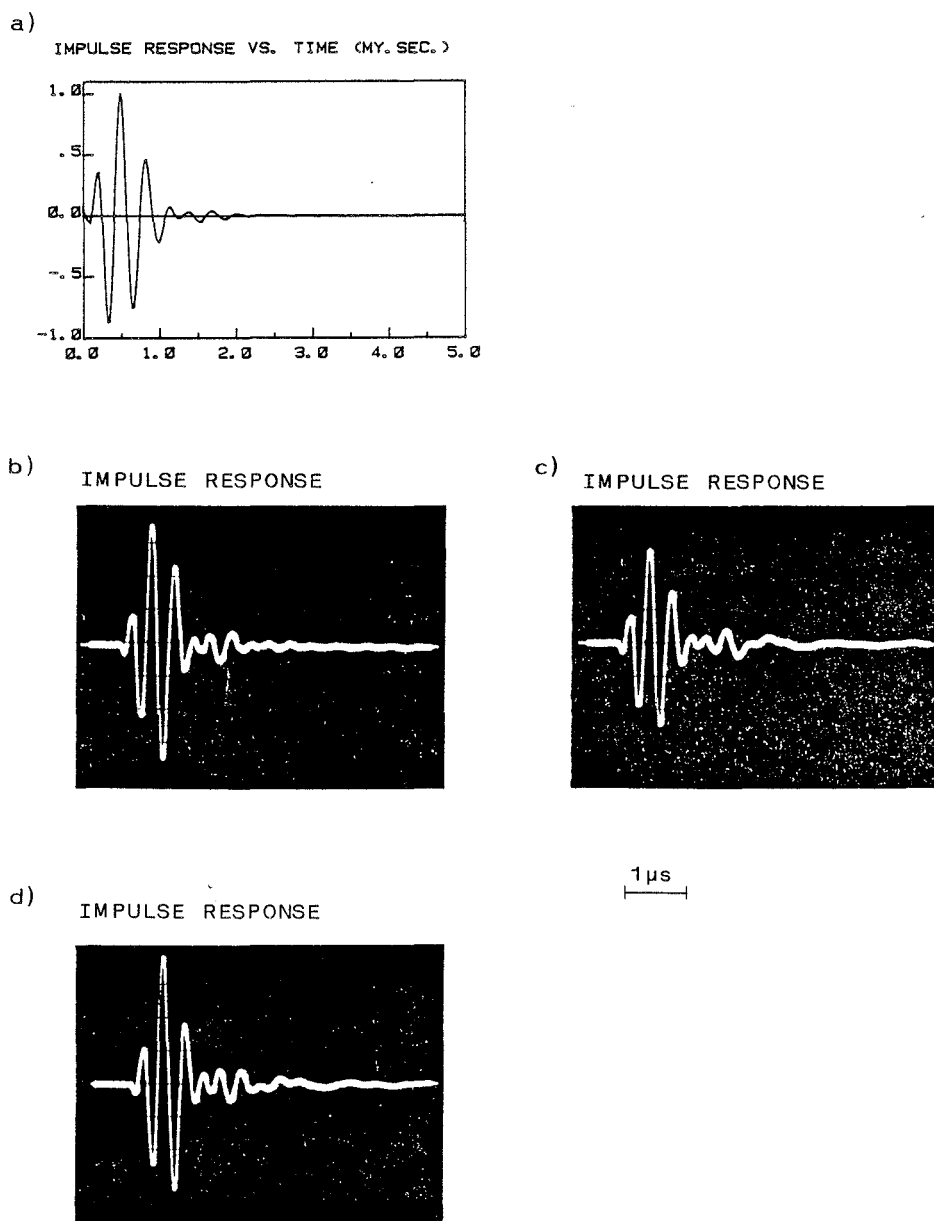 a)
IMPULSE RESPONSE VS. TIME (MY. SEC.)
1.0
.5
0.0
-.5
-1.0
0.0 1.0 2.0 3.0 4.0 5.0
b)
IMPULSE RESPONSE
c)
IMPULSE RESPONSE
1µs
d)
IMPULSE RESPONSE